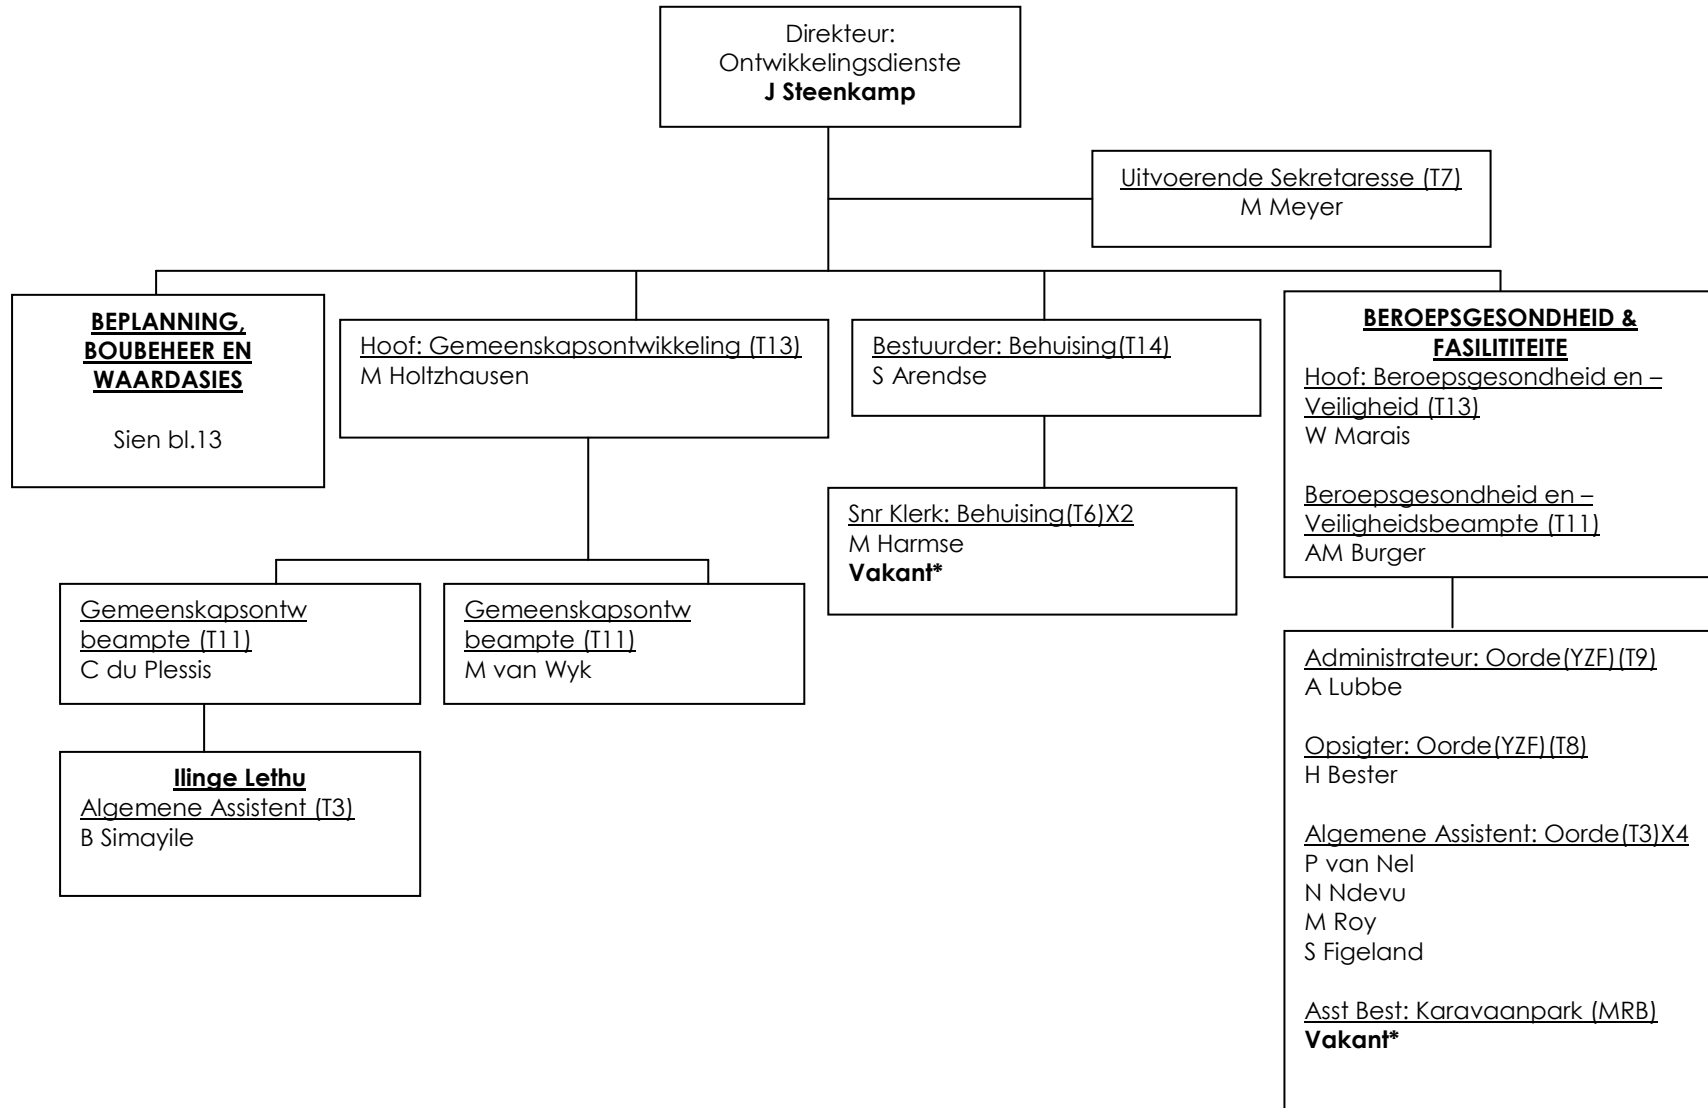 Direkteur:
Ontwikkelingsdienste
J Steenkamp
Uitvoerende Sekretaresse (T7)
M Meyer
BEPLANNING,
BOUBEHEER EN
WAARDASIES
Sien bl.13
Hoof: Gemeenskapsontwikkeling (T13)
M Holtzhausen
Bestuurder: Behuising(T14)
S Arendse
BEROEPSGESONDHEID &
FASILITITEITE
Hoof: Beroepsgesondheid en –
Veiligheid (T13)
W Marais
Beroepsgesondheid en –
Veiligheidsbeampte (T11)
AM Burger
Snr Klerk: Behuising(T6)X2
M Harmse
Vakant*
Gemeenskapsontw
beampte (T11)
C du Plessis
Gemeenskapsontw
beampte (T11)
M van Wyk
Ilinge Lethu
Algemene Assistent (T3)
B Simayile
Administrateur: Oorde(YZF)(T9)
A Lubbe
Opsigter: Oorde(YZF)(T8)
H Bester
Algemene Assistent: Oorde(T3)X4
P van Nel
N Ndevu
M Roy
S Figeland
Asst Best: Karavaanpark (MRB)
Vakant*